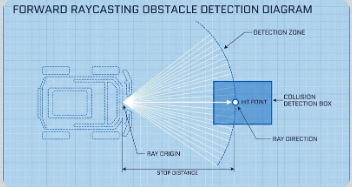 FORWARD RAYCASTING OBSTACLE DETECTION DIAGRAM
DETECTION ZONE
HIT POINT
COLLISION
DETECTION BOX
RAY DIRECTION
RAY ORIGIN
STOP DISTANCE